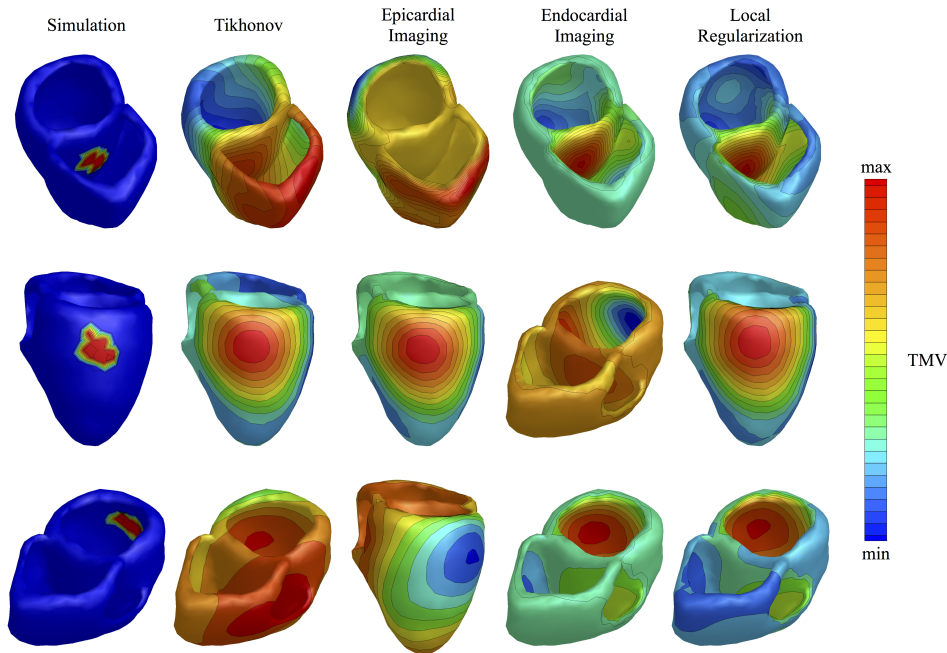 Simulation
Tikhonov
Epicardial
Imaging
Endocardial
Imaging
Local
Regularization
max
TMV
min